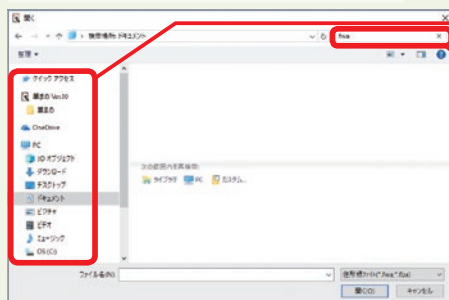 開く
検索場所: ドキュメント
fwa
整理
クイック アクセス
筆まめ Ver.30
筆まめ
OneDrive
PC
3D オブジェクト
ダウンロード
デスクトップ
ドキュメント
ピクチャ
ビデオ
ミュージック
OS (C:)
次の範囲内を再検索:
ライブラリ
PC
カスタム...
ファイル名(N):
開く(O)
キャンセル